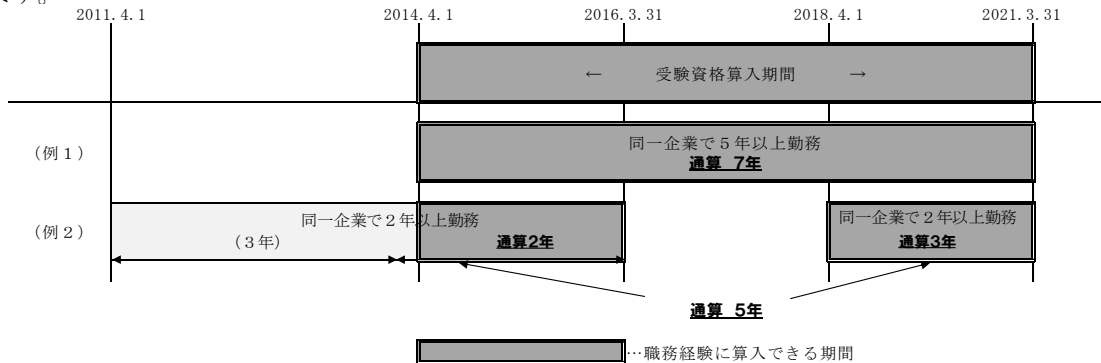 です。
2011.4.1 2014.4.1 2016.3.31 2018.4.1 2021.3.31
← 受験資格算入期間 →
(例1)
同一企業で5年以上勤務
通算 7年
(例2)
同一企業で2年以上勤務
(3年)
通算2年
同一企業で2年以上勤務
通算3年
通算 5年
…職務経験に算入できる期間